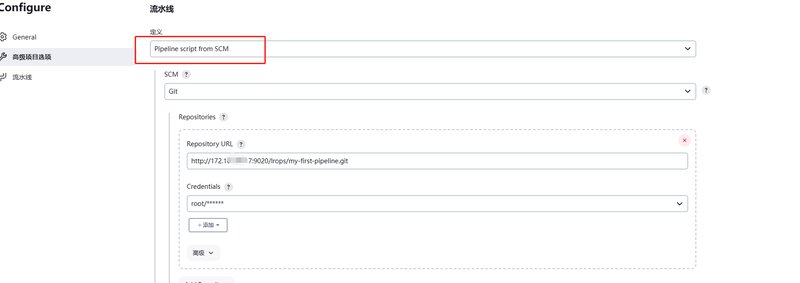 Configure
General
高级项目选项
流水线
流水线
定义
Pipeline script from SCM
SCM ?
Git
?
Repositories ?
Repository URL ?
http://172.1 7:9020/lrops/my-first-pipeline.git
Credentials ?
root/******
添加
高级